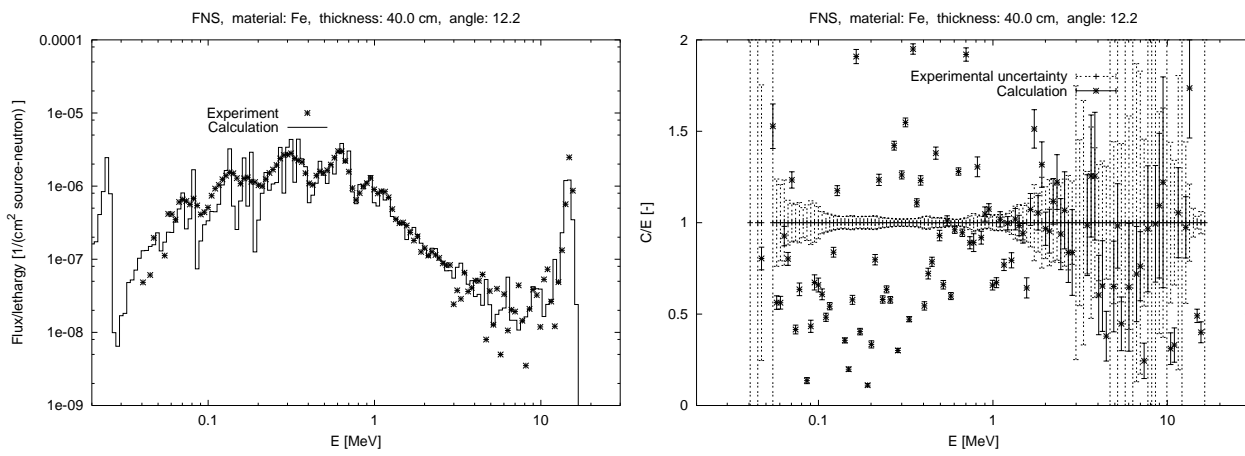 FNS, material: Fe, thickness: 40.0 cm, angle: 12.2
0.0001
1e-05
1e-06
1e-07
1e-08
1e-09
0.1
1
10
E [MeV]
Flux/lethargy [1/(cm² source-neutron) ]
Experiment
Calculation
FNS, material: Fe, thickness: 40.0 cm, angle: 12.2
2
1.5
1
0.5
0
0.1
1
10
E [MeV]
C/E [-]
Experimental uncertainty
Calculation